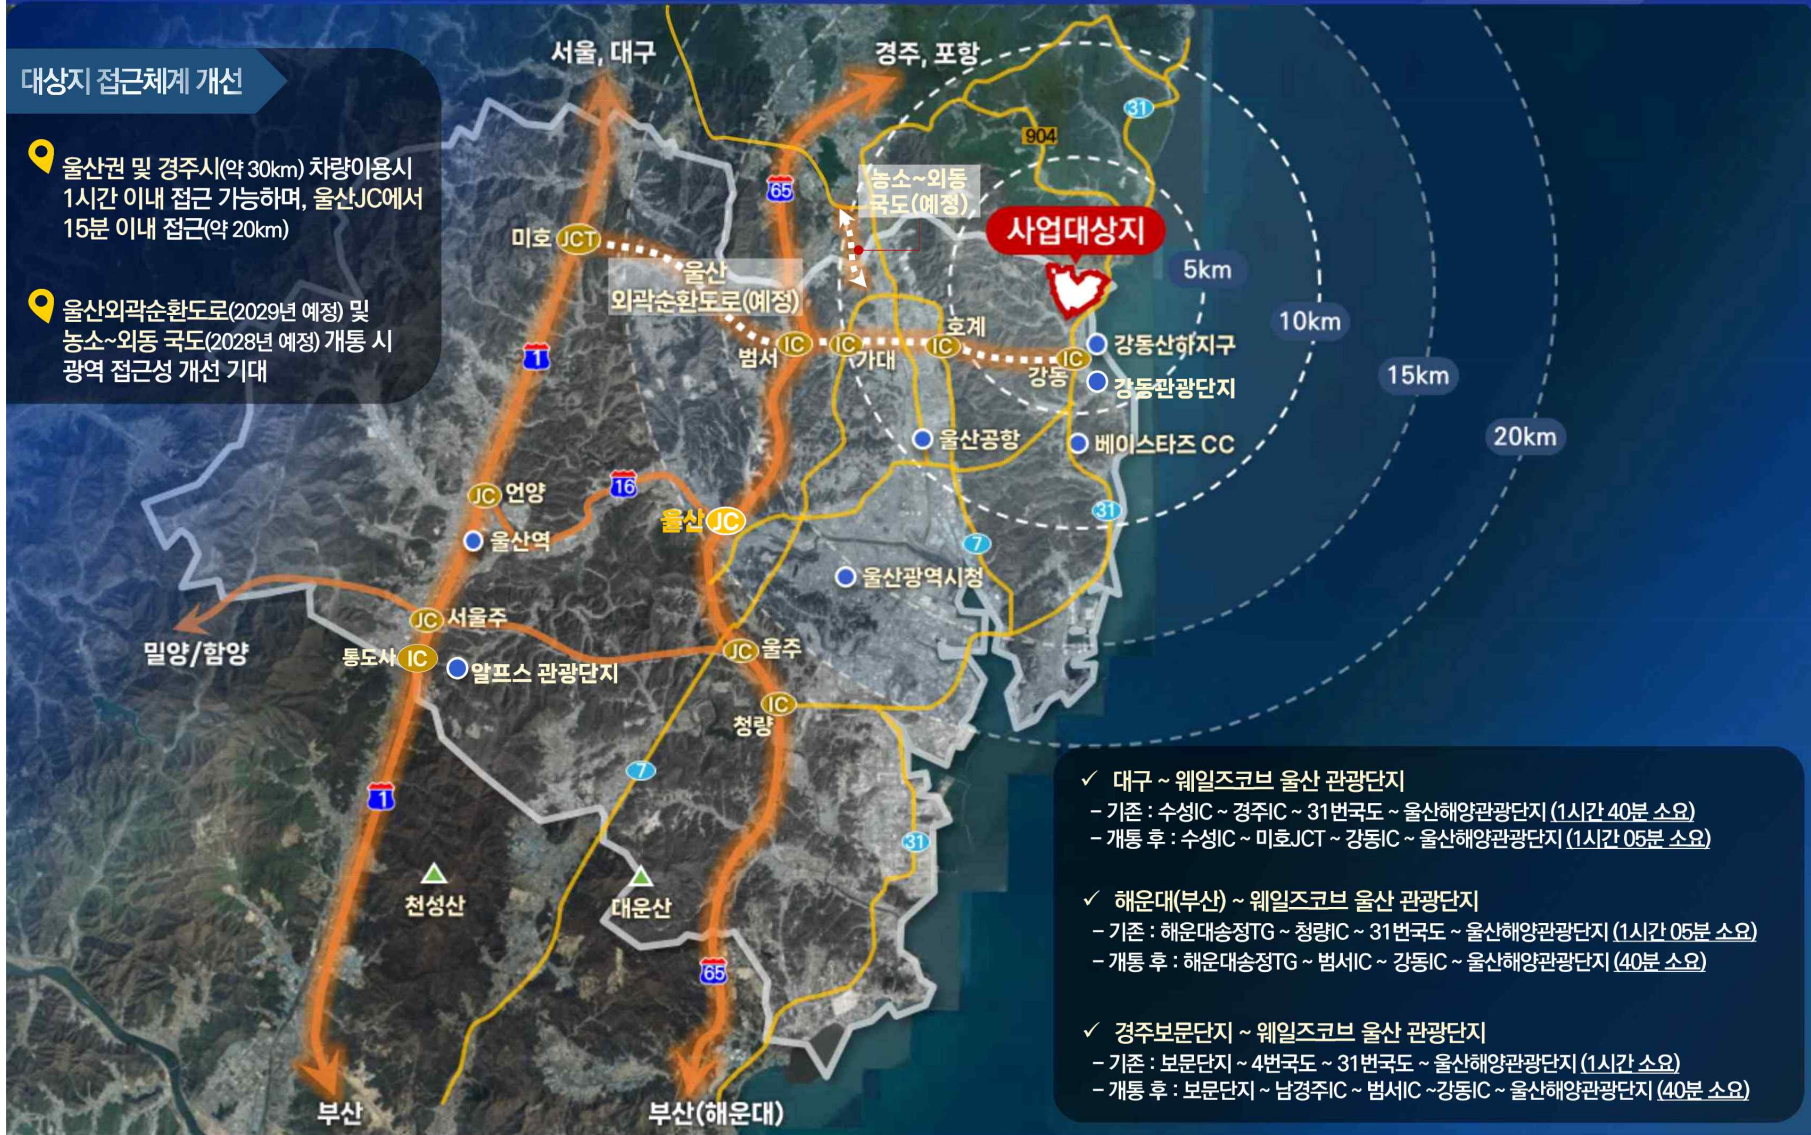 대상지 접근체계 개선
울산권 및 경주시(약 30km) 차량이용시
1시간 이내 접근 가능하며, 울산JC에서
15분 이내 접근(약 20km)
울산외곽순환도로(2029년 예정) 및
농소~외동 국도(2028년 예정) 개통 시
광역 접근성 개선 기대
서울, 대구
경주, 포항
31
904
65
농소~외동
국도(예정)
사업대상지
미호 JCT
울산
외곽순환도로(예정)
5km
10km
15km
20km
1
범서 IC
IC 가대
호계
IC
강동 IC
강동산하지구
강동관광단지
울산공항
베이스타즈 CC
JC 언양
16
울산 JC
31
울산역
7
울산광역시청
JC 서울주
밀양/함양
통도사 IC
알프스 관광단지
JC 울주
IC
청량
7
1
31
천성산
대운산
65
부산
부산(해운대)
✓ 대구 ~ 웨일즈코브 울산 관광단지
– 기존 : 수성IC ~ 경주IC ~ 31번국도 ~ 울산해양관광단지 (1시간 40분 소요)
– 개통 후 : 수성IC ~ 미호JCT ~ 강동IC ~ 울산해양관광단지 (1시간 05분 소요)
✓ 해운대(부산) ~ 웨일즈코브 울산 관광단지
– 기존 : 해운대송정TG ~ 청량IC ~ 31번국도 ~ 울산해양관광단지 (1시간 05분 소요)
– 개통 후 : 해운대송정TG ~ 범서IC ~ 강동IC ~ 울산해양관광단지 (40분 소요)
✓ 경주보문단지 ~ 웨일즈코브 울산 관광단지
– 기존 : 보문단지 ~ 4번국도 ~ 31번국도 ~ 울산해양관광단지 (1시간 소요)
– 개통 후 : 보문단지 ~ 남경주IC ~ 범서IC ~강동IC ~ 울산해양관광단지 (40분 소요)